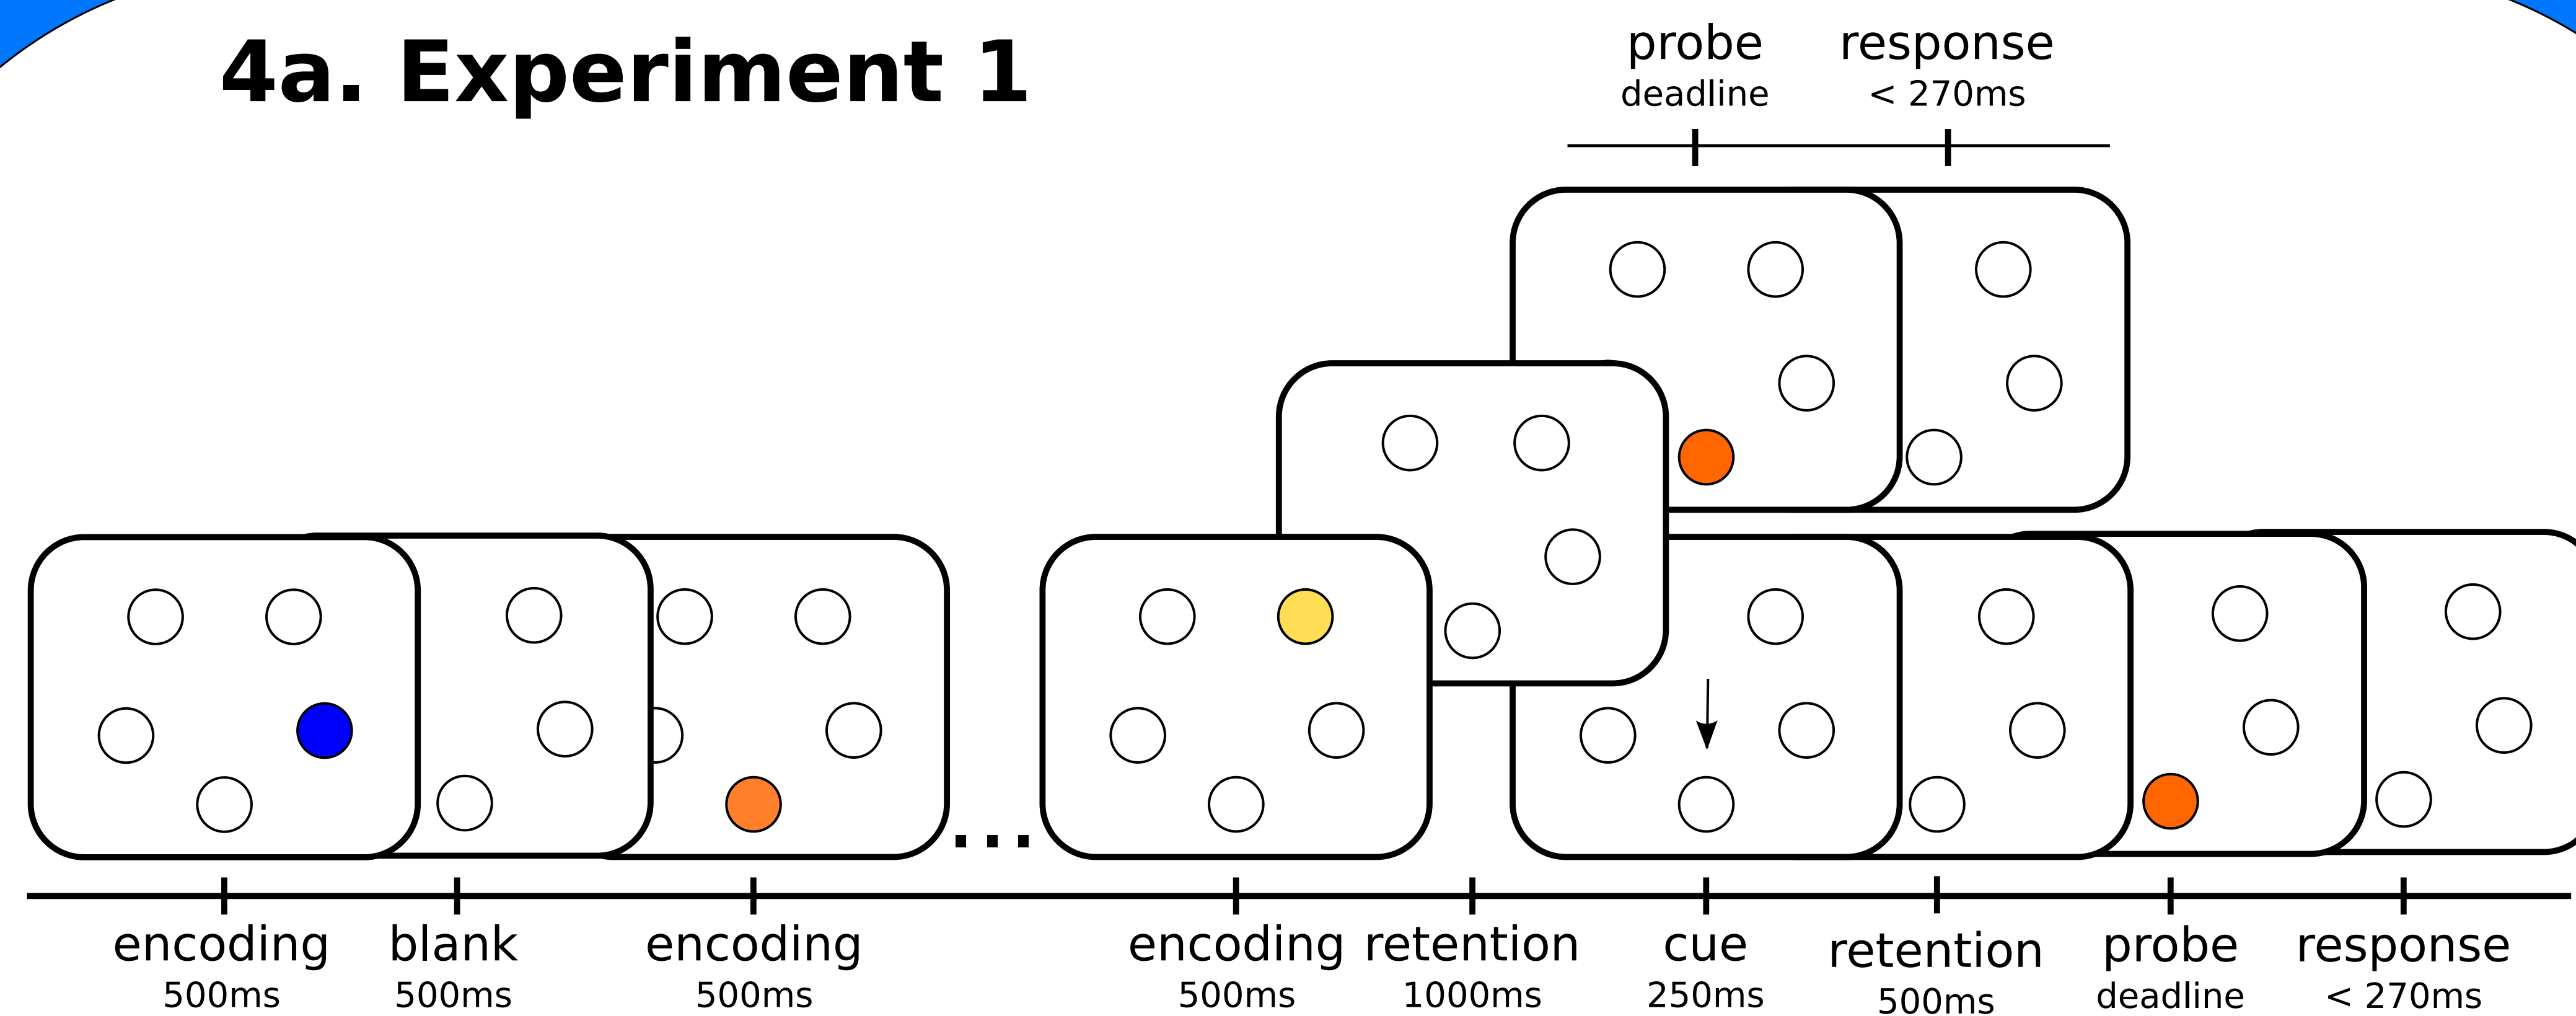 4a. Experiment 1
probe response
deadline < 270ms
...
encoding blank encoding encoding retention cue retention probe response
500ms 500ms 500ms 500ms 1000ms 250ms 500ms deadline < 270ms